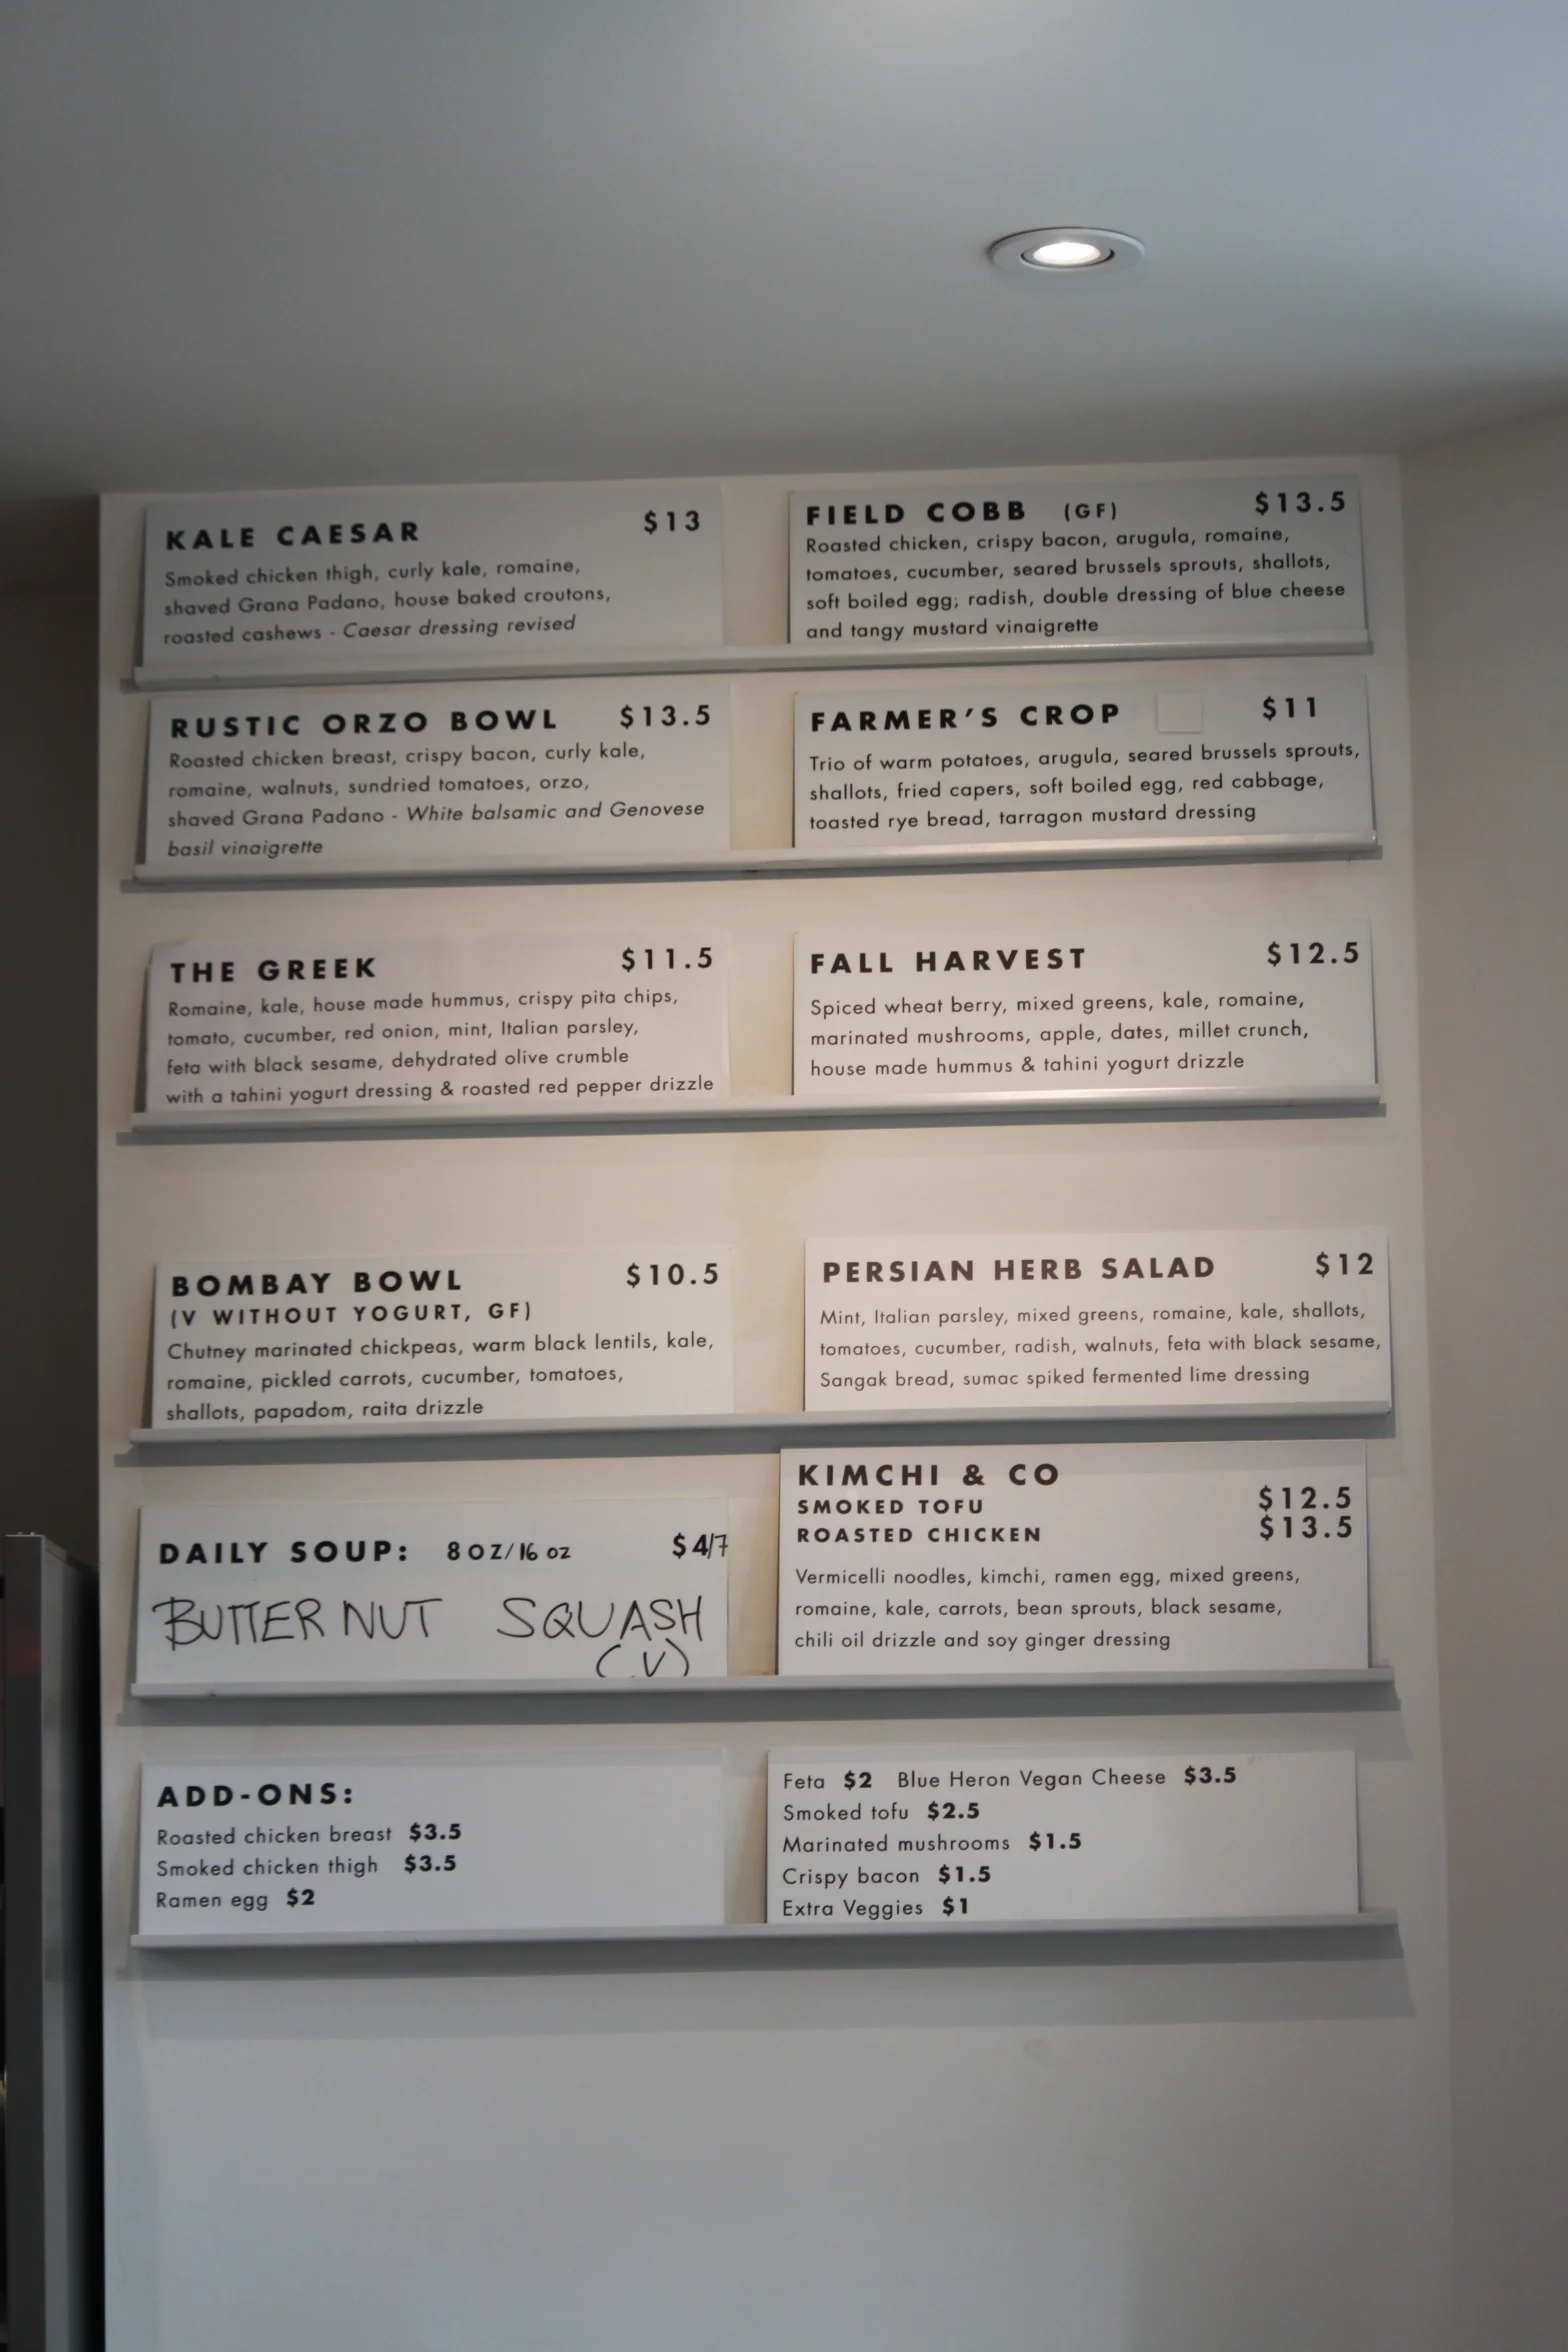 KALE CAESAR $13
Smoked chicken thigh, curly kale, romaine,
shaved Grana Padano, house baked croutons,
roasted cashews - Caesar dressing revised
FIELD COBB (GF) $13.5
Roasted chicken, crispy bacon, arugula, romaine,
tomatoes, cucumber, seared brussels sprouts, shallots,
soft boiled egg, radish, double dressing of blue cheese
and tangy mustard vinaigrette
RUSTIC ORZO BOWL $13.5
Roasted chicken breast, crispy bacon, curly kale,
romaine, walnuts, sundried tomatoes, orzo,
shaved Grana Padano - White balsamic and Genovese
basil vinaigrette
FARMER'S CROP $11
Trio of warm potatoes, arugula, seared brussels sprouts,
shallots, fried capers, soft boiled egg, red cabbage,
toasted rye bread, tarragon mustard dressing
THE GREEK $11.5
Romaine, kale, house made hummus, crispy pita chips,
tomato, cucumber, red onion, mint, Italian parsley,
feta with black sesame, dehydrated olive crumble
with a tahini yogurt dressing & roasted red pepper drizzle
FALL HARVEST $12.5
Spiced wheat berry, mixed greens, kale, romaine,
marinated mushrooms, apple, dates, millet crunch,
house made hummus & tahini yogurt drizzle
BOMBAY BOWL $10.5
(V WITHOUT YOGURT, GF)
Chutney marinated chickpeas, warm black lentils, kale,
romaine, pickled carrots, cucumber, tomatoes,
shallots, papadom, raita drizzle
PERSIAN HERB SALAD $12
Mint, Italian parsley, mixed greens, romaine, kale, shallots,
tomatoes, cucumber, radish, walnuts, feta with black sesame,
Sangak bread, sumac spiked fermented lime dressing
DAILY SOUP: 8 OZ/16 oz $4/7
BUTTERNUT SQUASH
(V)
KIMCHI & CO
SMOKED TOFU $12.5
ROASTED CHICKEN $13.5
Vermicelli noodles, kimchi, ramen egg, mixed greens,
romaine, kale, carrots, bean sprouts, black sesame,
chili oil drizzle and soy ginger dressing
ADD-ONS:
Roasted chicken breast $3.5
Smoked chicken thigh $3.5
Ramen egg $2
Feta $2 Blue Heron Vegan Cheese $3.5
Smoked tofu $2.5
Marinated mushrooms $1.5
Crispy bacon $1.5
Extra Veggies $1